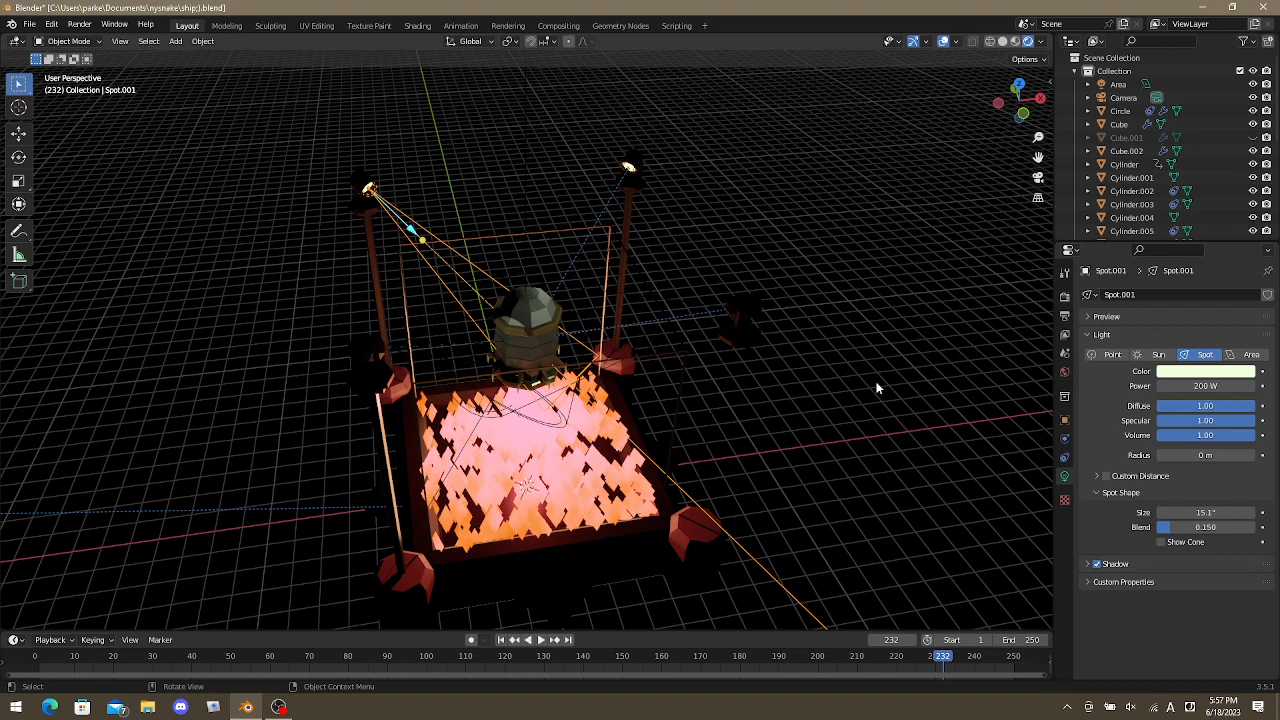 Blender* [C:\Users\parke\Documents\nysnake\ship;).blend]
File Edit Render Window Help Layout Modeling Sculpting UV Editing Texture Paint Shading Animation Rendering Compositing Geometry Nodes Scripting + Scene ViewLayer
Object Mode View Select Add Object Global
Options
User Perspective
(232) Collection | Spot.001
Z
X
Scene Collection
Collection
Area
Camera
Circle
Cube
Cube.001
Cube.002
Cylinder
Cylinder.001
Cylinder.002
Cylinder.003
Cylinder.004
Cylinder.005
Spot.001 Spot.001
Spot.001
Preview
Light
Point Sun Spot Area
Color
Power 200 W
Diffuse 1.00
Specular 1.00
Volume 1.00
Radius 0 m
Custom Distance
Spot Shape
Size 15.1°
Blend 0.150
Show Cone
Shadow
Custom Properties
Playback Keying View Marker 232 Start 1 End 250
0 10 20 30 40 50 60 70 80 90 100 110 120 130 140 150 160 170 180 190 200 210 220 232 240 250
Select Rotate View Object Context Menu 3.5.1
7 A 5:57 PM
6/18/2023